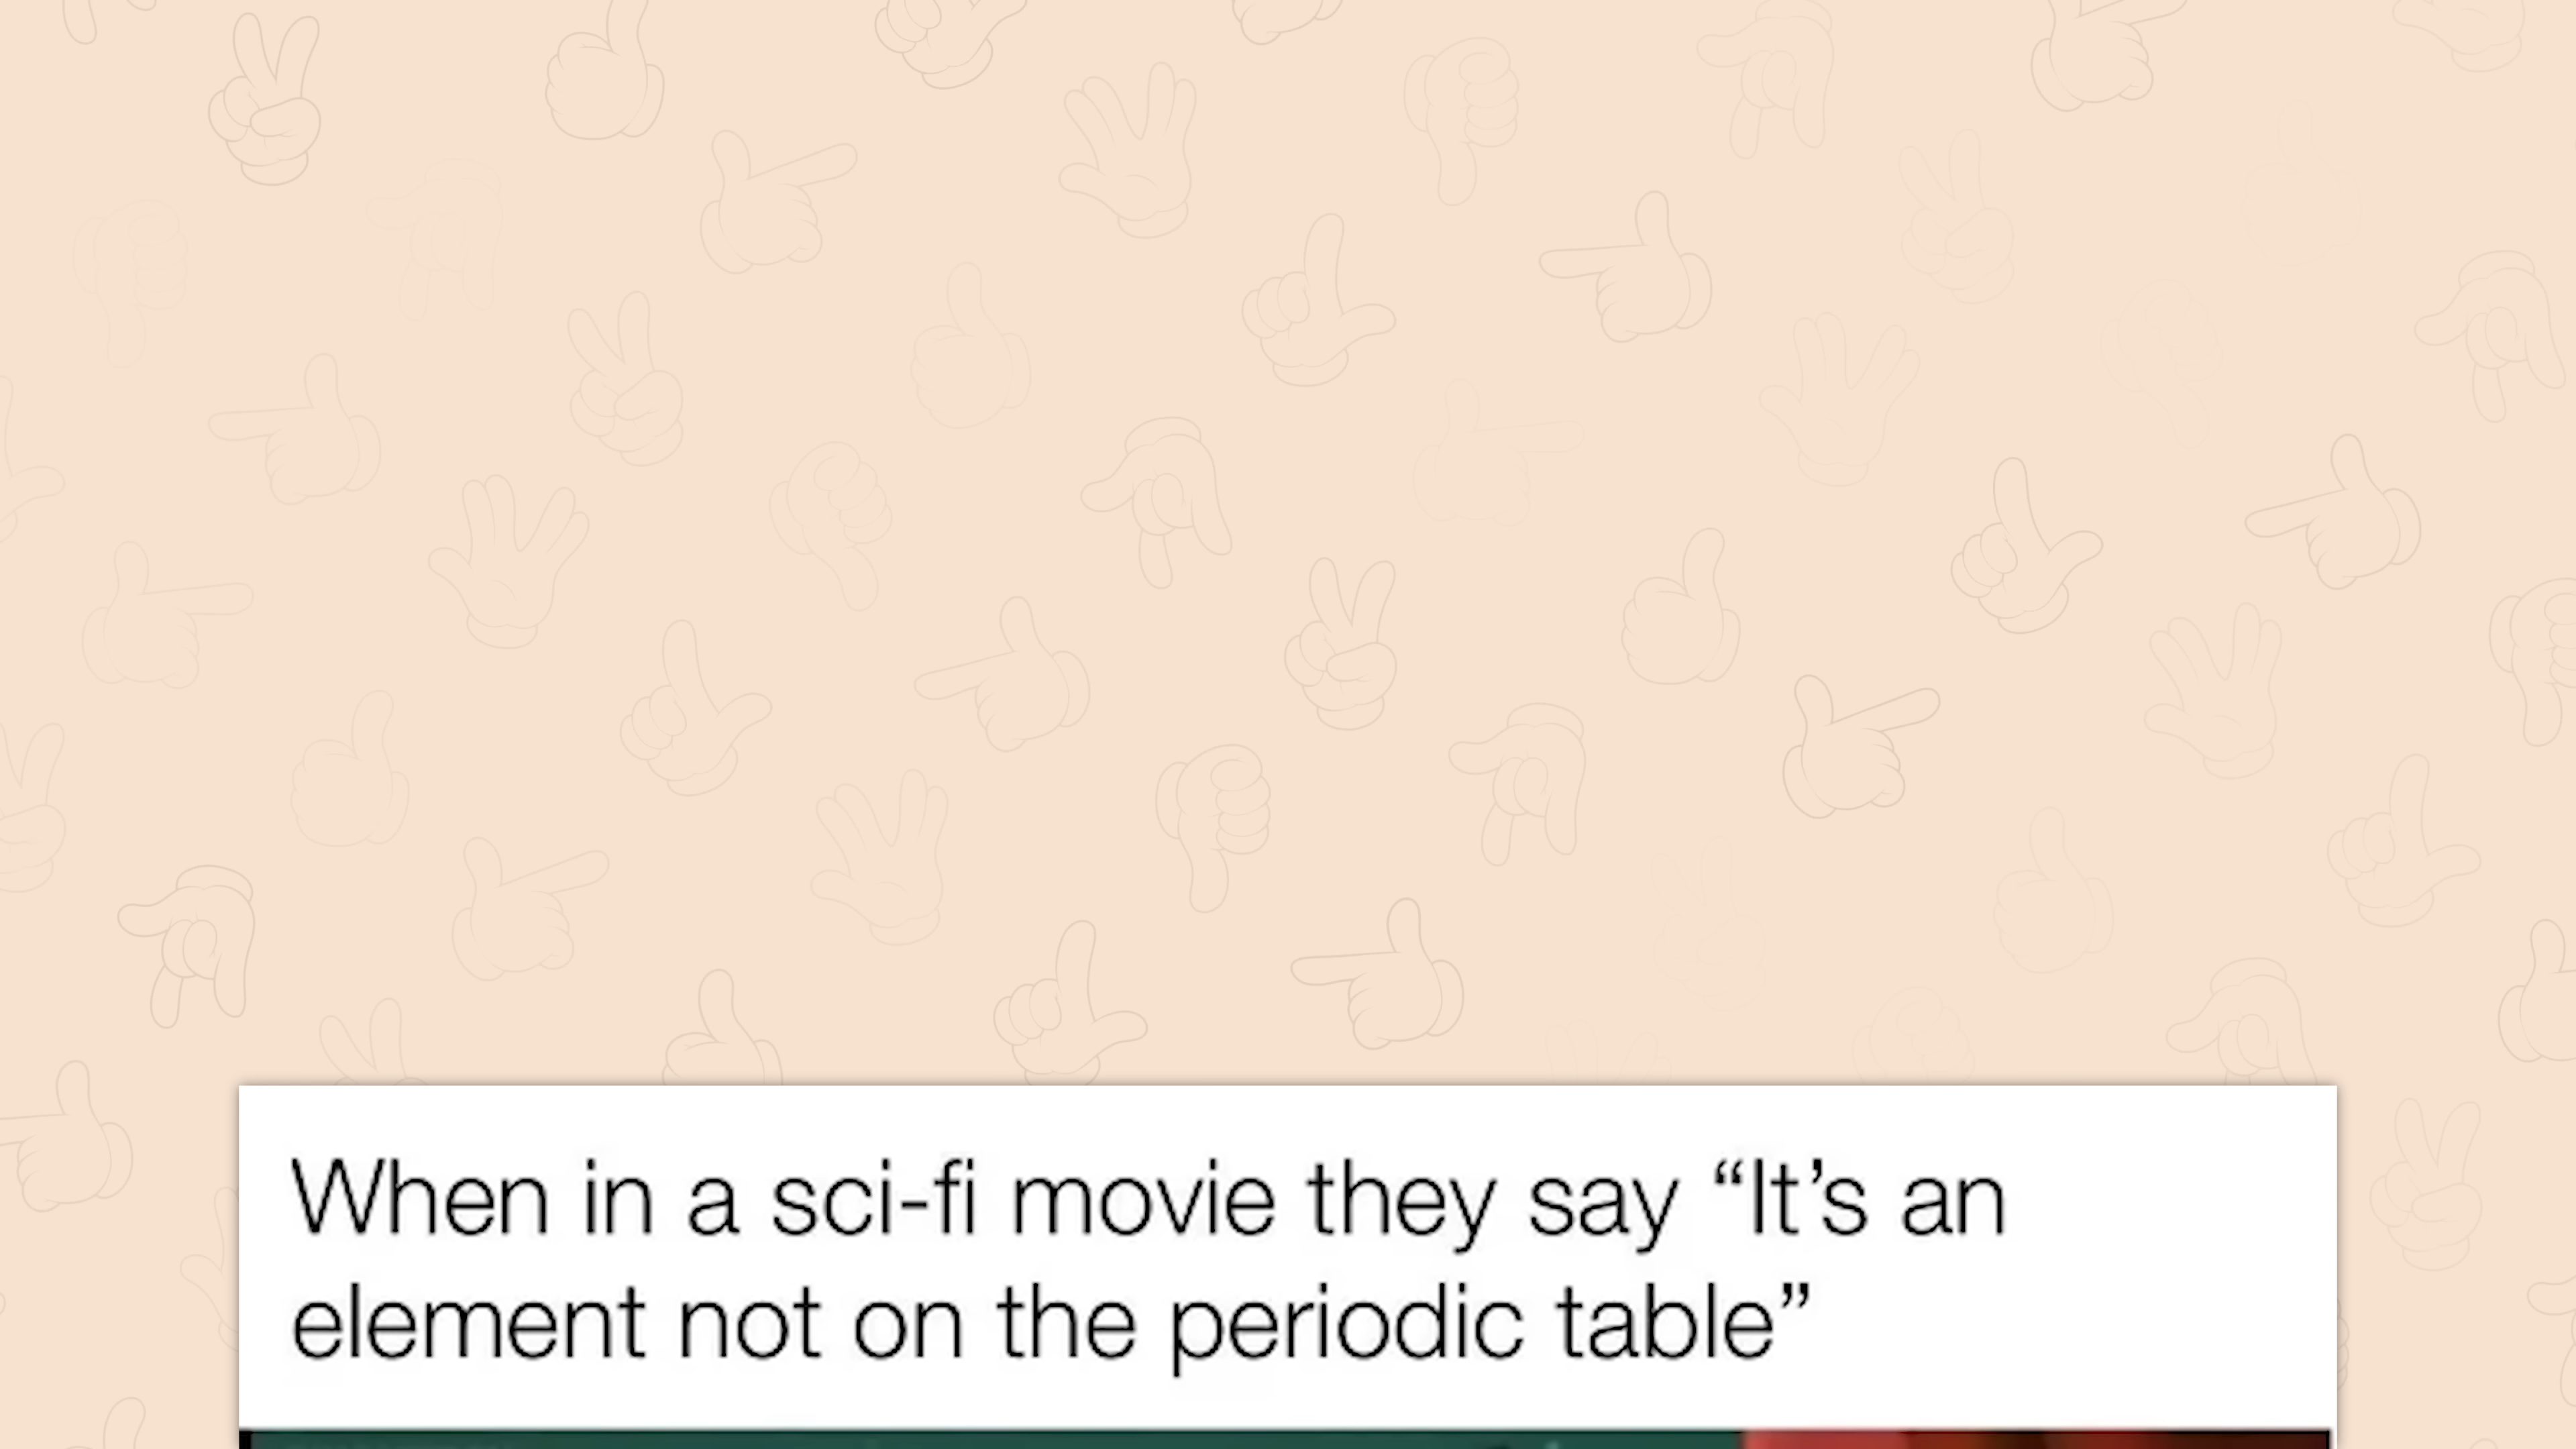 When in a sci-fi movie they say “It’s an
element not on the periodic table”